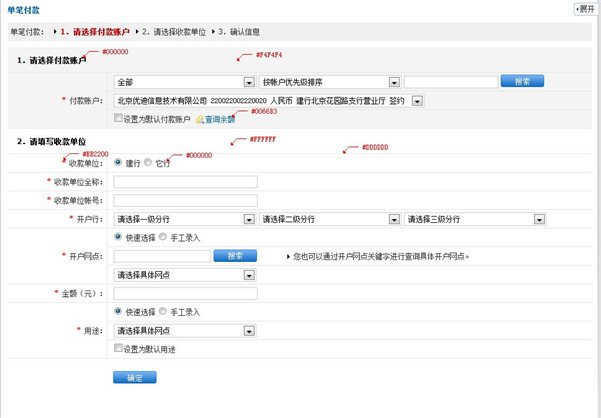 单笔付款
展开
单笔付款: 1. 请选择付款账户 2. 请选择收款单位 3. 确认信息
#000000 #F4F4F4
1. 请选择付款账户
全部 按帐户优先级排序 搜索
* 付款账户: 北京优迪信息技术有限公司 220022002220020 人民币 建行北京花园路支行营业厅 签约
设置为默认付款账户 查询余额 #0066B3
2. 请填写收款单位 #FFFFFF
#BB2200 #000000 #DDDDDD
* 收款单位: 建行 它行
* 收款单位全称:
* 收款单位帐号:
* 开户行: 请选择一级分行 请选择二级分行 请选择三级分行
快速选择 手工录入
* 开户网点: 搜索 您也可以通过开户网点关键字进行查询具体开户网点。
请选择具体网点
* 金额（元）:
快速选择 手工录入
* 用途: 请选择具体网点
设置为默认用途
确定